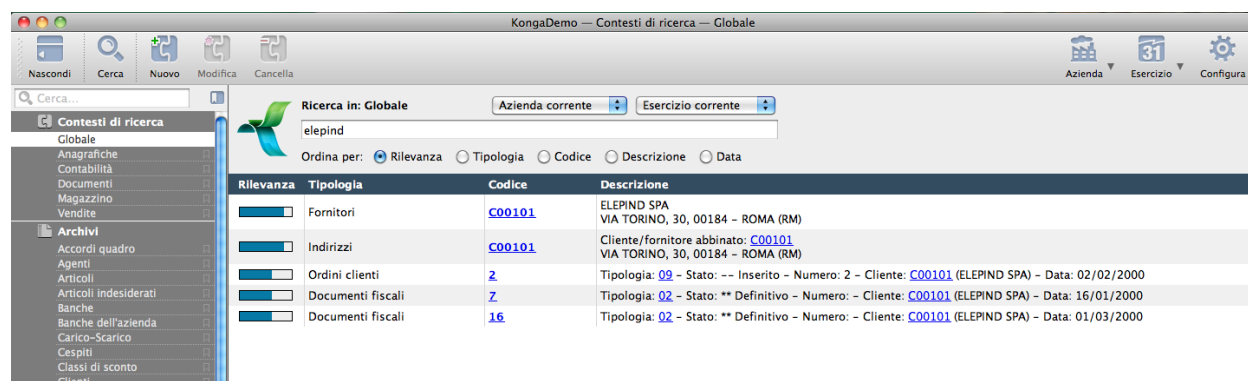 KongaDemo — Contesti di ricerca — Globale
Nascondi Cerca Nuovo Modifica Cancella Azienda 31 Esercizio Configura
Cerca...
Contesti di ricerca
Globale
Anagrafiche
Contabilità
Documenti
Magazzino
Vendite
Archivi
Accordi quadro
Agenti
Articoli
Articoli indesiderati
Banche
Banche dell'azienda
Carico-Scarico
Cespiti
Classi di sconto
Clienti
Ricerca in: Globale Azienda corrente Esercizio corrente
elepind
Ordina per: Rilevanza Tipologia Codice Descrizione Data
Rilevanza Tipologia Codice Descrizione
Fornitori C00101 ELEPIND SPA
VIA TORINO, 30, 00184 – ROMA (RM)
Indirizzi C00101 Cliente/fornitore abbinato: C00101
VIA TORINO, 30, 00184 – ROMA (RM)
Ordini clienti 2 Tipologia: 09 – Stato: -- Inserito – Numero: 2 – Cliente: C00101 (ELEPIND SPA) – Data: 02/02/2000
Documenti fiscali 7 Tipologia: 02 – Stato: ** Definitivo – Numero: – Cliente: C00101 (ELEPIND SPA) – Data: 16/01/2000
Documenti fiscali 16 Tipologia: 02 – Stato: ** Definitivo – Numero: – Cliente: C00101 (ELEPIND SPA) – Data: 01/03/2000